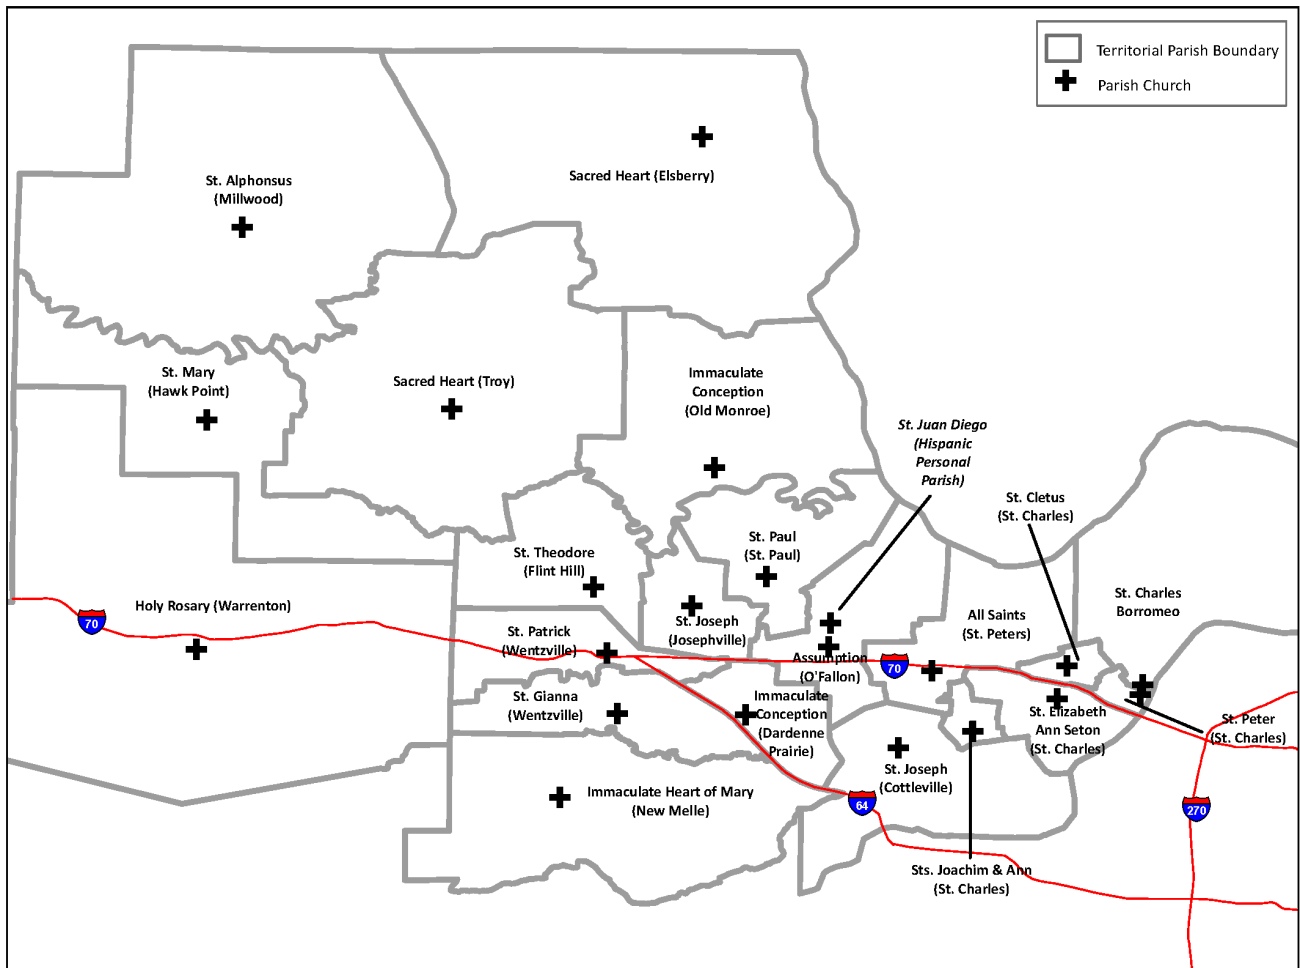 Territorial Parish Boundary
Parish Church
Sacred Heart (Elsberry)
St. Alphonsus
(Millwood)
St. Mary
(Hawk Point)
Sacred Heart (Troy)
Immaculate
Conception
(Old Monroe)
St. Juan Diego
(Hispanic
Personal
Parish)
St. Cletus
(St. Charles)
St. Theodore
(Flint Hill)
St. Paul
(St. Paul)
St. Charles
Borromeo
Holy Rosary (Warrenton)
70
All Saints
(St. Peters)
St. Joseph
(Josephville)
St. Patrick
(Wentzville)
Assumption
(O'Fallon)
70
St. Gianna
(Wentzville)
Immaculate
Conception
(Dardenne
Prairie)
St. Elizabeth
Ann Seton
(St. Charles)
St. Peter
(St. Charles)
St. Joseph
(Cottleville)
Immaculate Heart of Mary
(New Melle)
64
270
Sts. Joachim & Ann
(St. Charles)